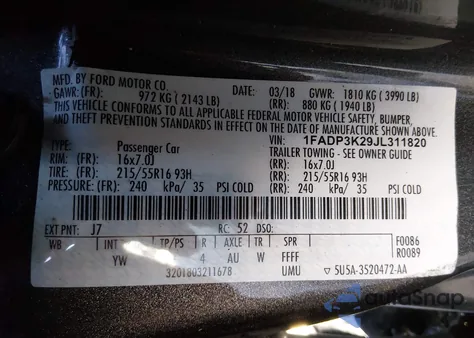 MFD. BY FORD MOTOR CO.
03/18 GVWR: 1810 KG (3990 LB)
GAWR: (FR): 972 KG (2143 LB) (RR): 880 KG (1940 LB)
THIS VEHICLE CONFORMS TO ALL APPLICABLE FEDERAL MOTOR VEHICLE SAFETY, BUMPER,
AND THEFT PREVENTION STANDARDS IN EFFECT ON THE DATE OF MANUFACTURE SHOWN ABOVE.
VIN: 1FADP3K29JL311820
TYPE: Passenger Car TRAILER TOWING - SEE OWNER GUIDE
RIM: (FR): 16x7.0J (RR): 16x7.0J
TIRE: (FR): 215/55R16 93H (RR): 215/55R16 93H
PRESSURE: (FR): 240 kPa/ 35 PSI COLD (RR): 240 kPa/ 35 PSI COLD
EXT PNT: J7 RC: 52 DSO:
WB INT TP/PS R AXLE TR SPR F0086
YW 4 AU W FFFF R0089
3201803211678 UMU ▽ 5U5A-3520472-AA
AutoSnap